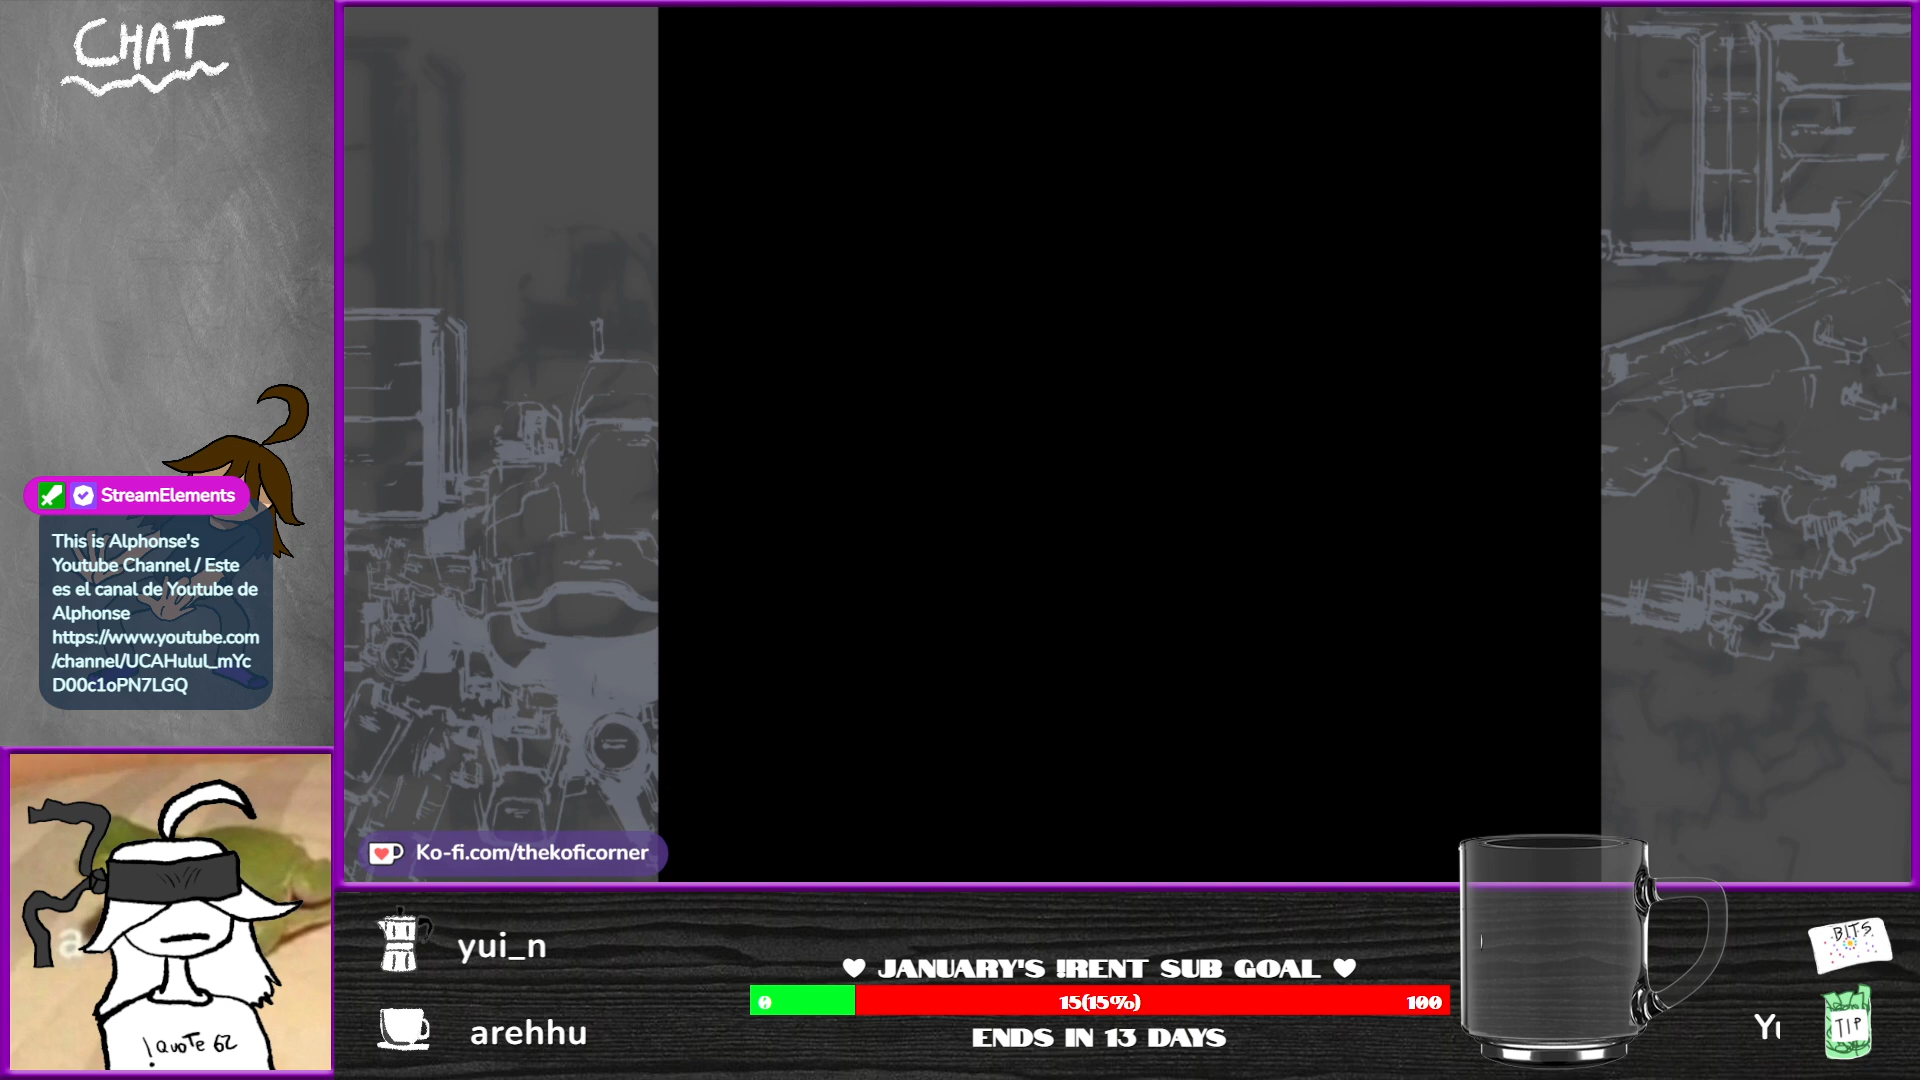 CHAT
StreamElements
This is Alphonse's
Youtube Channel / Este
es el canal de Youtube de
Alphonse
https://www.youtube.com
/channel/UCAHuluL_mYc
D00c1oPN7LGQ
!QuoTe 62
Ko-fi.com/thekoficorner
yui_n
arehhu
JANUARY'S !RENT SUB GOAL
0 15(15%) 100
ENDS IN 13 DAYS
BITS
TIP